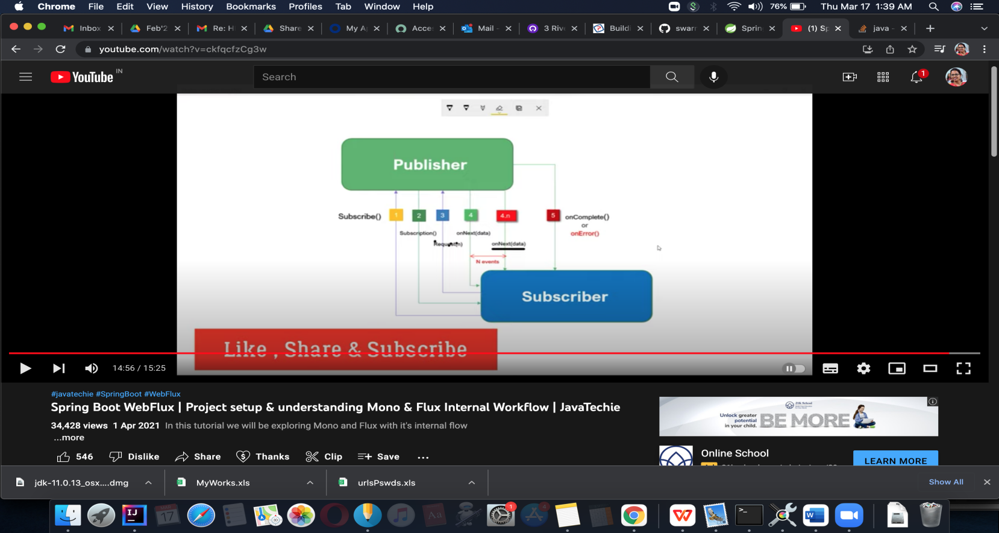 Chrome File Edit View History Bookmarks Profiles Tab Window Help 76% Thu Mar 17 1:39 AM
Inbox Feb'2 Re: H Share My A Acce Mail - 3 Riv Buildi swarr Sprin (1) Sp java -
youtube.com/watch?v=ckfqcfzCg3w
YouTube IN Search 1
Publisher
Subscribe() 1 2 3 4 4.n 5 onComplete()
or
Subscription() onNext(data) onError()
Request(n) onNext(data)
N events
Subscriber
Like , Share & Subscribe
14:56 / 15:25
#javatechie #SpringBoot #WebFlux
Spring Boot WebFlux | Project setup & understanding Mono & Flux Internal Workflow | JavaTechie
34,428 views 1 Apr 2021 In this tutorial we will be exploring Mono and Flux with it's internal flow
...more
546 Dislike Share Thanks Clip Save
Unlock greater
potential
in your child.
BE MORE
Online School
LEARN MORE
jdk-11.0.13_osx....dmg MyWorks.xls urlsPswds.xls Show All
IJ 17 Aa 1 4 W